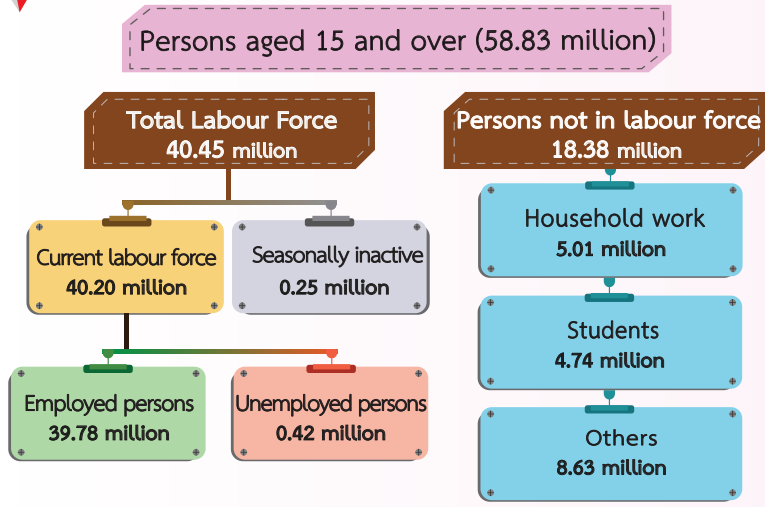 Persons aged 15 and over (58.83 million)
Total Labour Force
40.45 million
Persons not in labour force
18.38 million
Current labour force
40.20 million
Seasonally inactive
0.25 million
Employed persons
39.78 million
Unemployed persons
0.42 million
Household work
5.01 million
Students
4.74 million
Others
8.63 million